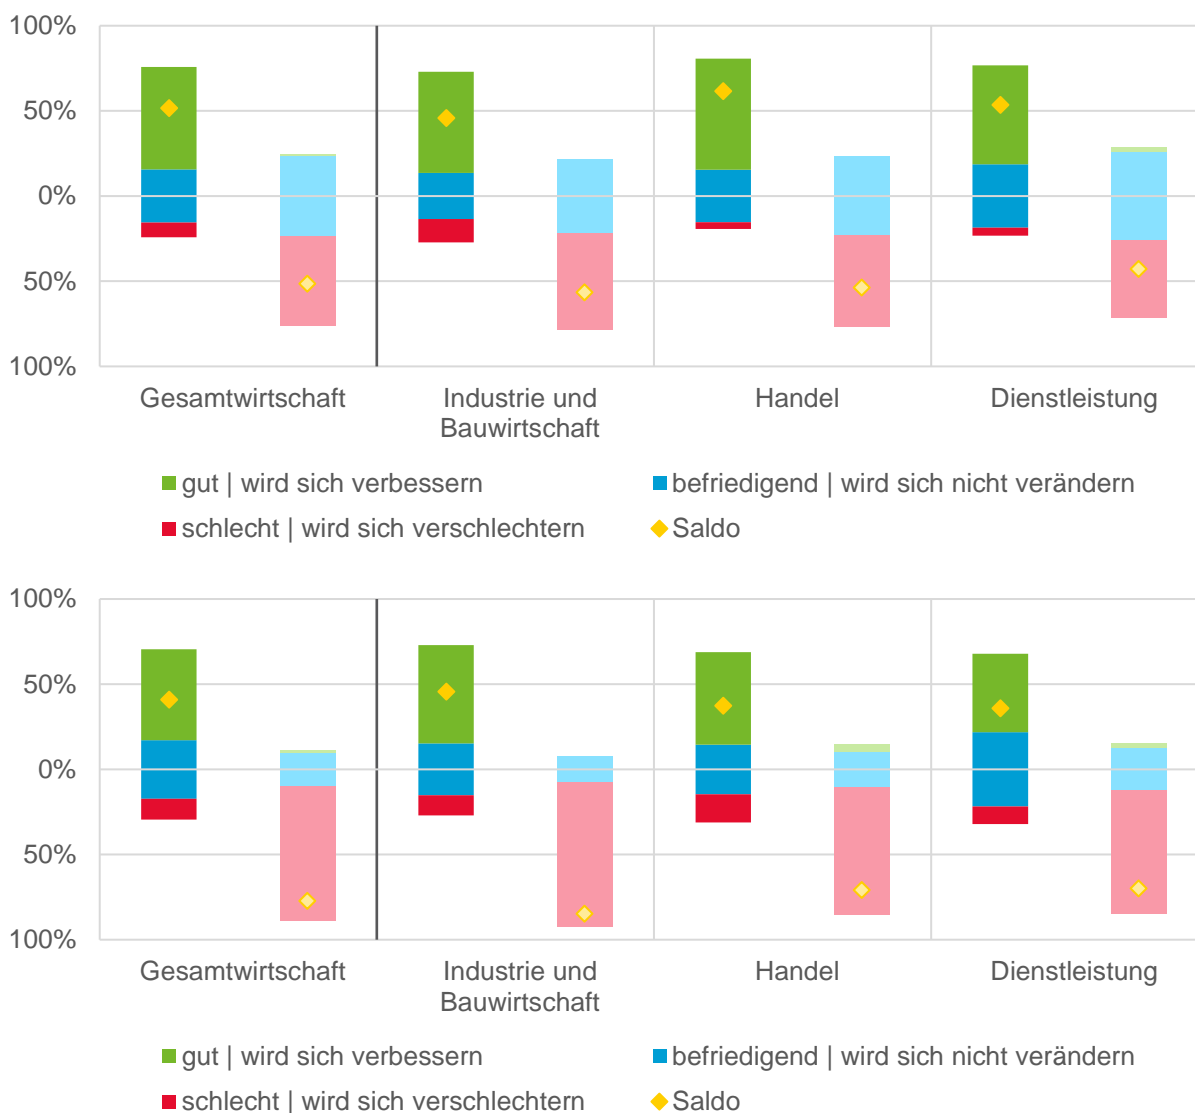 100%
50%
0%
50%
100%
Gesamtwirtschaft
Industrie und
Bauwirtschaft
Handel
Dienstleistung
gut | wird sich verbessern
befriedigend | wird sich nicht verändern
schlecht | wird sich verschlechtern
Saldo
100%
50%
0%
50%
100%
Gesamtwirtschaft
Industrie und
Bauwirtschaft
Handel
Dienstleistung
gut | wird sich verbessern
befriedigend | wird sich nicht verändern
schlecht | wird sich verschlechtern
Saldo